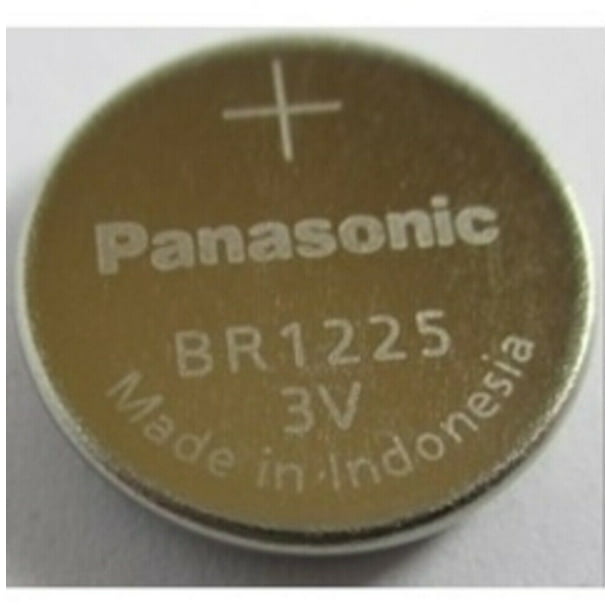 +
Panasonic
BR1225
3V
Made in Indonesia